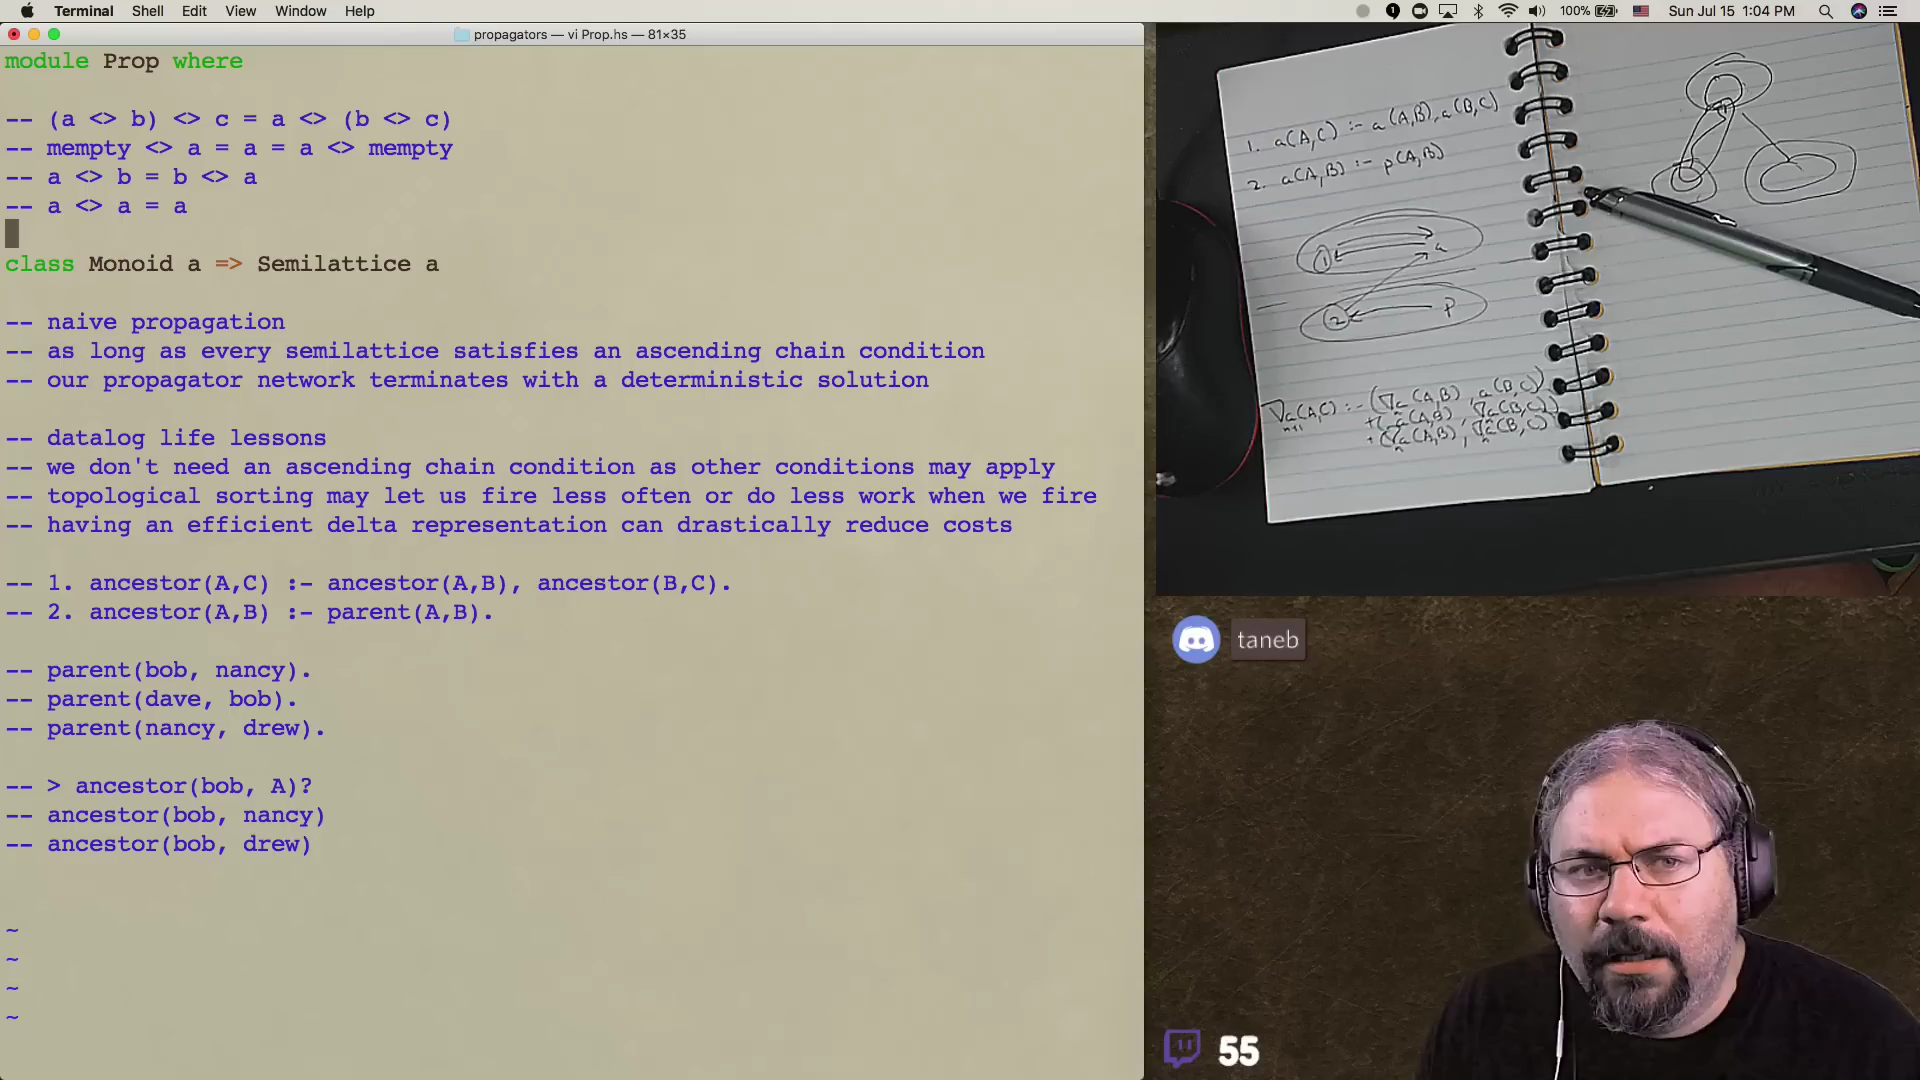 Terminal Shell Edit View Window Help
100% Sun Jul 15 1:04 PM
propagators — vi Prop.hs — 81×35
module Prop where
-- (a <> b) <> c = a <> (b <> c)
-- mempty <> a = a = a <> mempty
-- a <> b = b <> a
-- a <> a = a
class Monoid a => Semilattice a
-- naive propagation
-- as long as every semilattice satisfies an ascending chain condition
-- our propagator network terminates with a deterministic solution
-- datalog life lessons
-- we don't need an ascending chain condition as other conditions may apply
-- topological sorting may let us fire less often or do less work when we fire
-- having an efficient delta representation can drastically reduce costs
-- 1. ancestor(A,C) :- ancestor(A,B), ancestor(B,C).
-- 2. ancestor(A,B) :- parent(A,B).
-- parent(bob, nancy).
-- parent(dave, bob).
-- parent(nancy, drew).
-- > ancestor(bob, A)?
-- ancestor(bob, nancy)
-- ancestor(bob, drew)
~
~
~
~
1. a(A,C) :- a(A,B), a(B,C)
2. a(A,B) :- p(A,B)
1 a
2 p
taneb
55